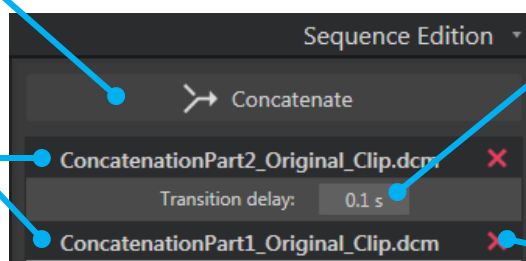 Sequence Edition
Concatenate
ConcatenationPart2_Original_Clip.dcm
Transition delay: 0.1 s
ConcatenationPart1_Original_Clip.dcm